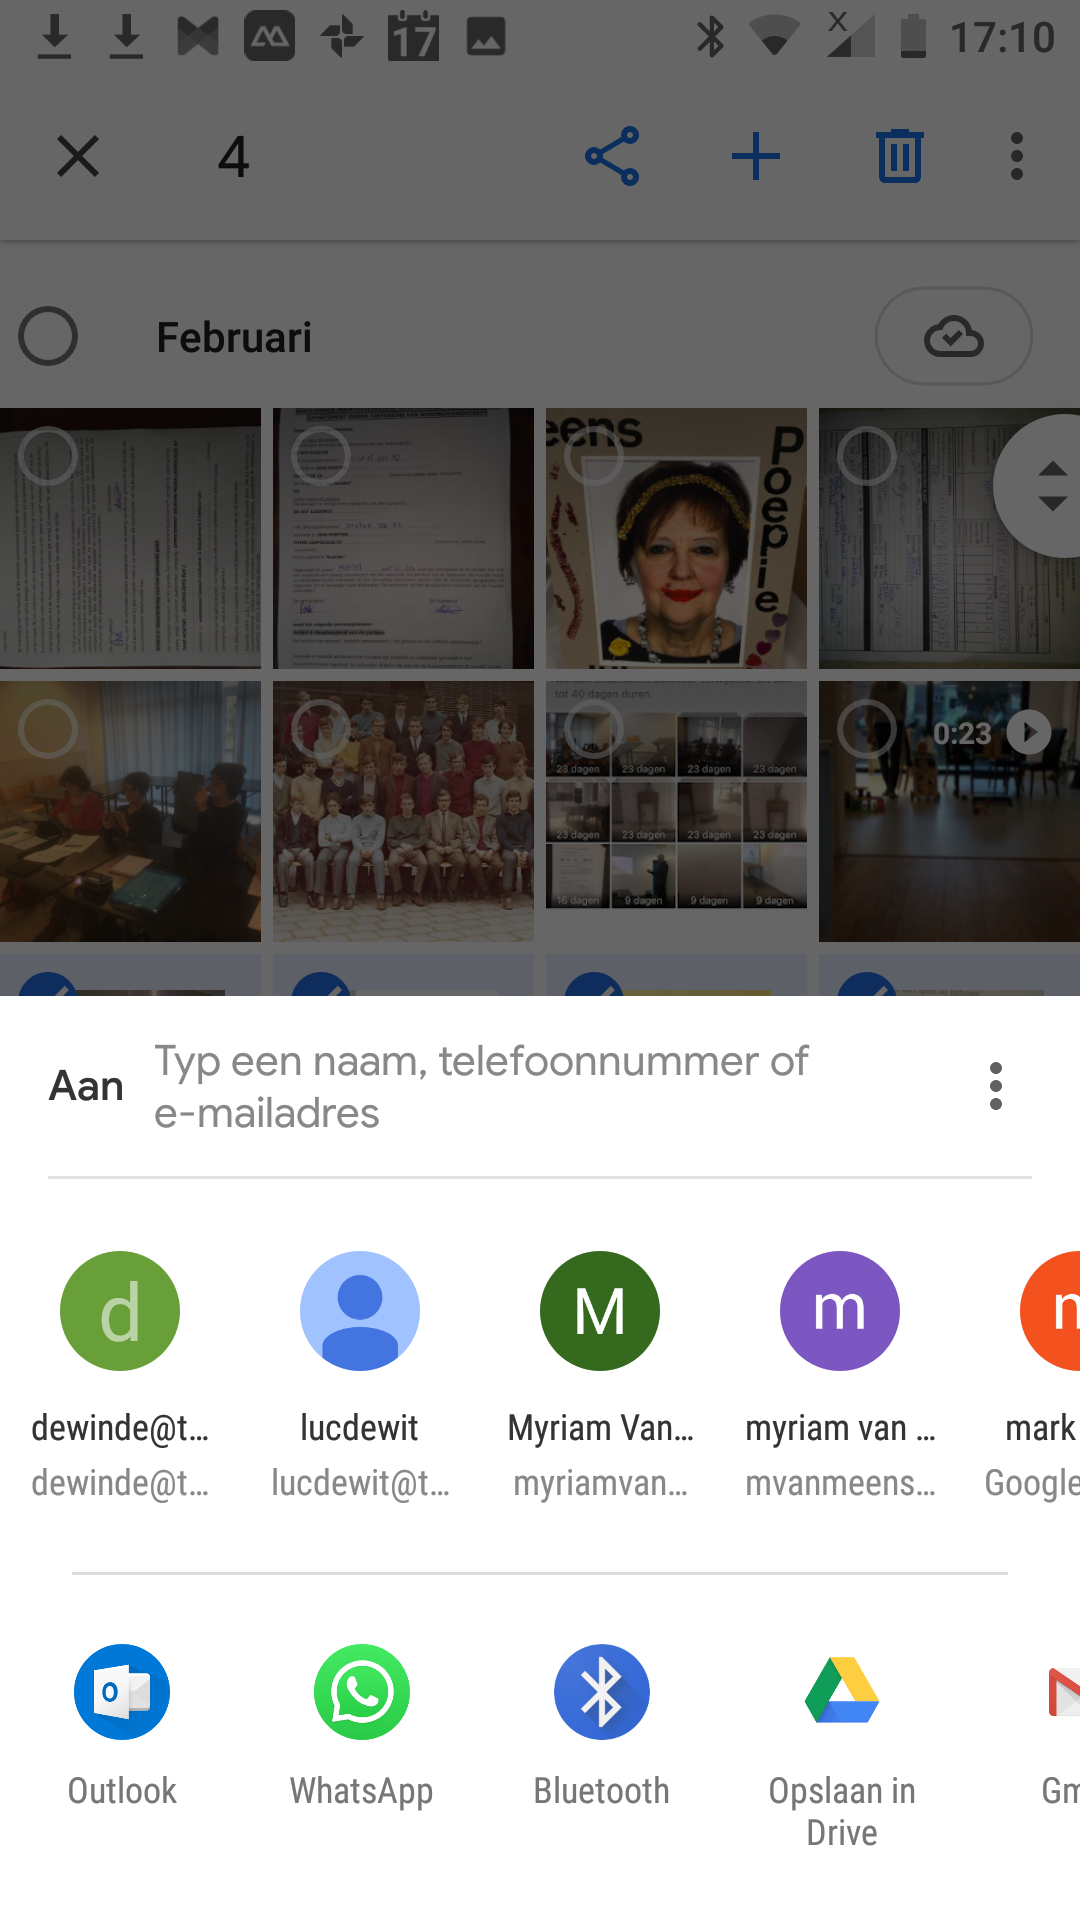 17
X
17:10
4
Februari
eens
Poezie
tot 40 dagen duren.
23 dagen 23 dagen 23 dagen 23 dagen
23 dagen 23 dagen 23 dagen 23 dagen
16 dagen 9 dagen 9 dagen 9 dagen
0:23
Aan
Typ een naam, telefoonnummer of
e-mailadres
d
M
m
dewinde@t...
lucdewit
Myriam Van...
myriam van ...
mark
dewinde@t...
lucdewit@t...
myriamvan...
mvanmeens...
Google
Outlook
WhatsApp
Bluetooth
Opslaan in
Drive
Gm